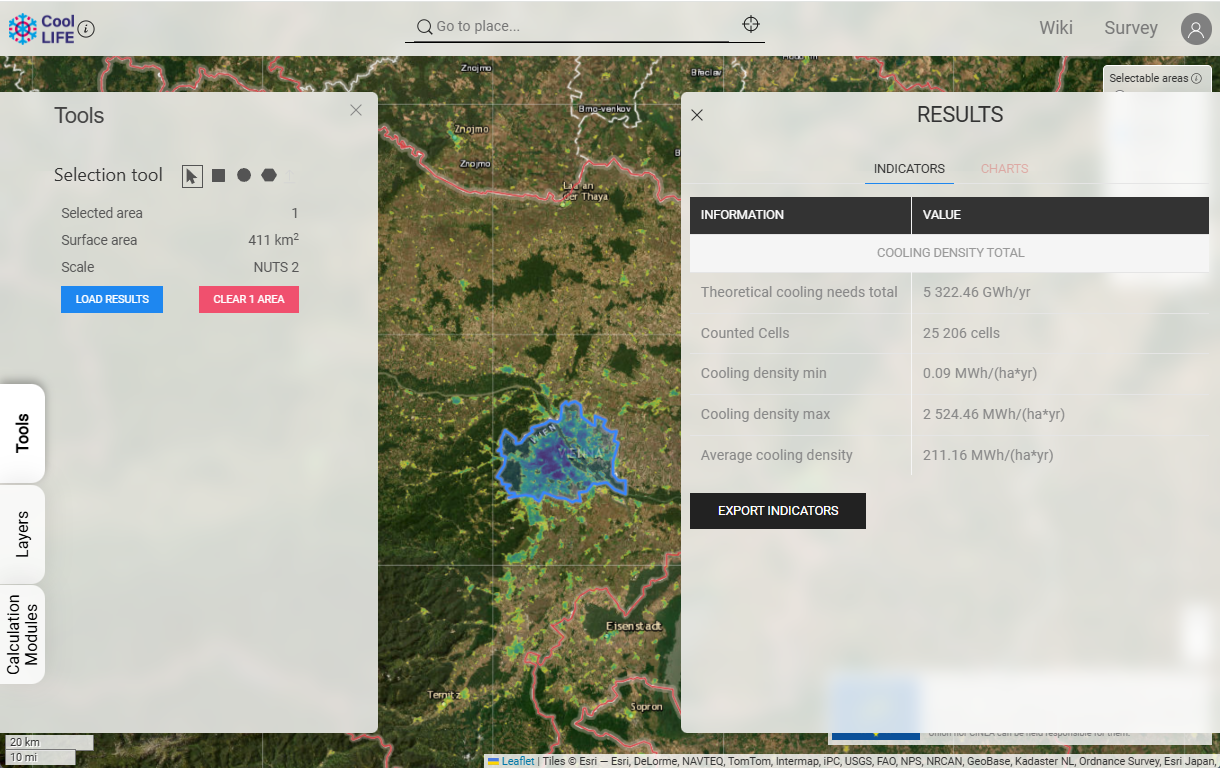 Cool
LIFE
Go to place...
Wiki
Survey
Selectable areas
Tools
Selection tool
Selected area 1
Surface area 411 km²
Scale NUTS 2
LOAD RESULTS
CLEAR 1 AREA
Tools
Layers
Calculation
Modules
Znojmo
Břeclav
Brno-venkov
Znojmo
Znojmo
Laa an
der Thaya
WIEN
VIENNA
Eisenstadt
Ternitz
Sopron
RESULTS
INDICATORS
CHARTS
INFORMATION VALUE
COOLING DENSITY TOTAL
Theoretical cooling needs total 5 322.46 GWh/yr
Counted Cells 25 206 cells
Cooling density min 0.09 MWh/(ha*yr)
Cooling density max 2 524.46 MWh/(ha*yr)
Average cooling density 211.16 MWh/(ha*yr)
EXPORT INDICATORS
Union nor CINEA can be held responsible for them.
20 km
10 mi
Leaflet | Tiles © Esri — Esri, DeLorme, NAVTEQ, TomTom, Intermap, iPC, USGS, FAO, NPS, NRCAN, GeoBase, Kadaster NL, Ordnance Survey, Esri Japan,